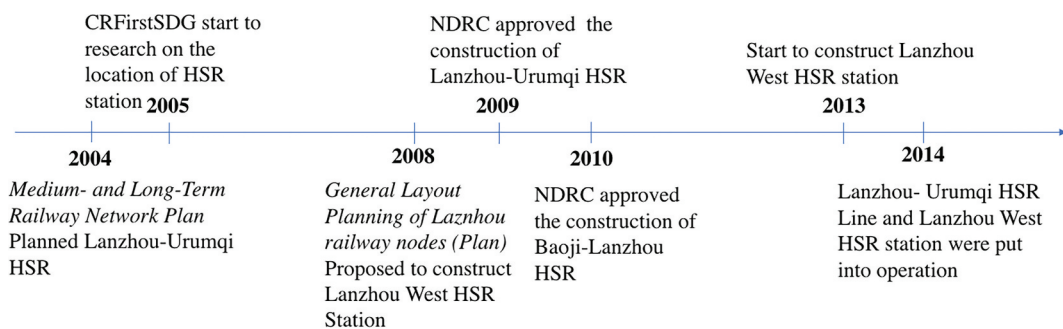 CRFirstSDG start to
research on the
location of HSR
station
2005
NDRC approved the
construction of
Lanzhou-Urumqi HSR
2009
Start to construct Lanzhou
West HSR station
2013
2004
Medium- and Long-Term
Railway Network Plan
Planned Lanzhou-Urumqi
HSR
2008
General Layout
Planning of Laznhou
railway nodes (Plan)
Proposed to construct
Lanzhou West HSR
Station
2010
NDRC approved
the construction of
Baoji-Lanzhou
HSR
2014
Lanzhou- Urumqi HSR
Line and Lanzhou West
HSR station were put
into operation